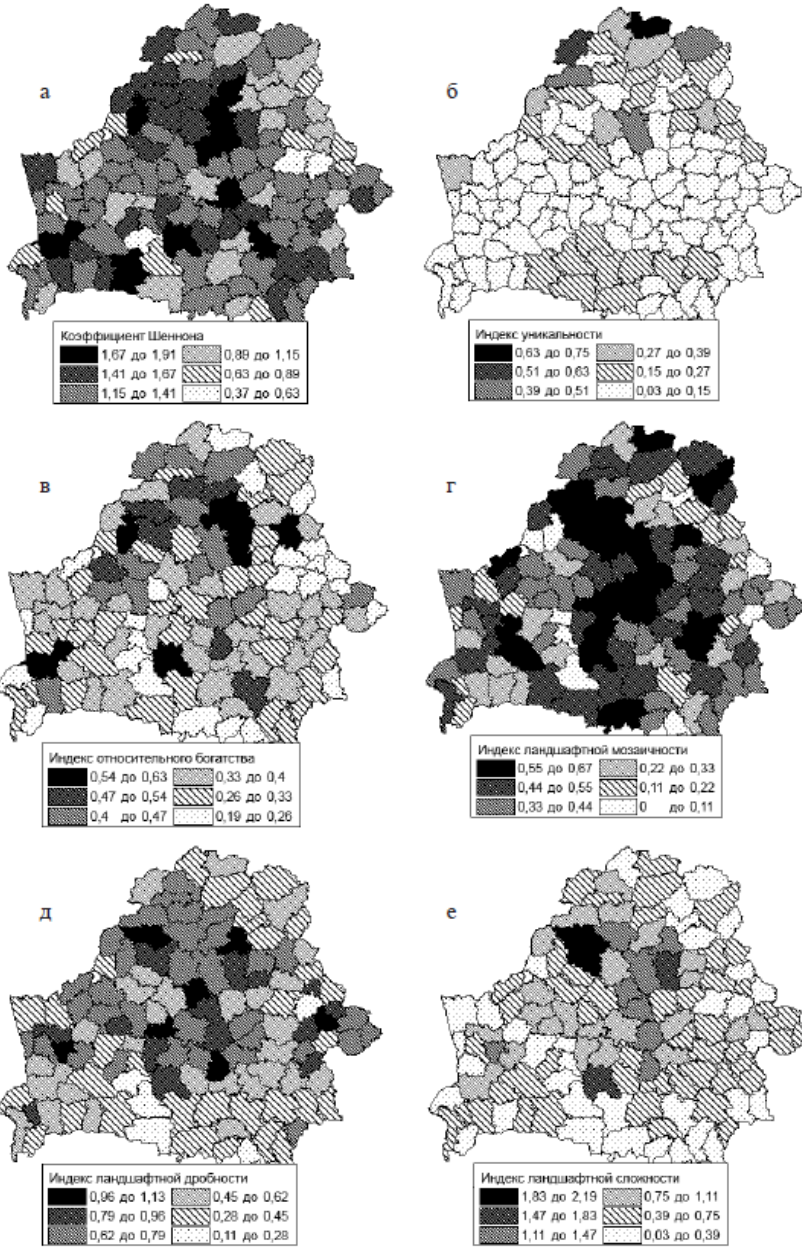 а
б
Коэффициент Шеннона
1,67 до 1,91 0,89 до 1,15
1,41 до 1,67 0,63 до 0,89
1,15 до 1,41 0,37 до 0,63
Индекс уникальности
0,63 до 0,75 0,27 до 0,39
0,51 до 0,63 0,15 до 0,27
0,39 до 0,51 0,03 до 0,15
в
г
Индекс относительного богатства
0,54 до 0,63 0,33 до 0,4
0,47 до 0,54 0,26 до 0,33
0,4 до 0,47 0,19 до 0,26
Индекс ландшафтной мозаичности
0,55 до 0,67 0,22 до 0,33
0,44 до 0,55 0,11 до 0,22
0,33 до 0,44 0 до 0,11
д
е
Индекс ландшафтной дробности
0,96 до 1,13 0,45 до 0,62
0,79 до 0,96 0,28 до 0,45
0,62 до 0,79 0,11 до 0,28
Индекс ландшафтной сложности
1,83 до 2,19 0,75 до 1,11
1,47 до 1,83 0,39 до 0,75
1,11 до 1,47 0,03 до 0,39